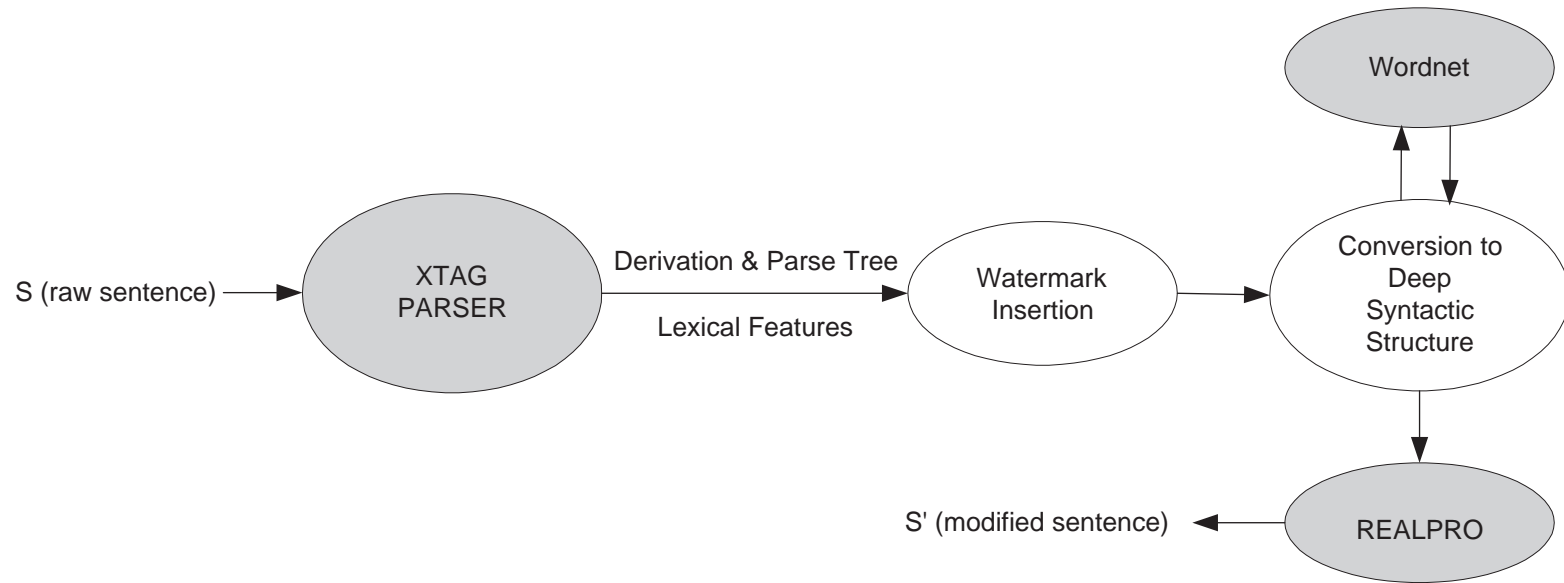 Wordnet
S (raw sentence)
XTAG
PARSER
Derivation & Parse Tree
Lexical Features
Watermark
Insertion
Conversion to
Deep
Syntactic
Structure
S' (modified sentence)
REALPRO